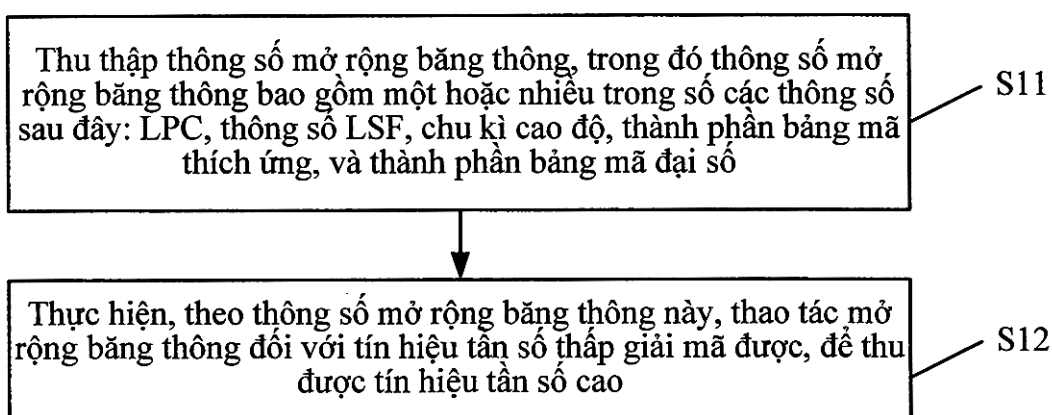 Thu thập thông số mở rộng băng thông, trong đó thông số mở
rộng băng thông bao gồm một hoặc nhiều trong số các thông số
sau đây: LPC, thông số LSF, chu kì cao độ, thành phần bảng mã
thích ứng, và thành phần bảng mã đại số
S11
Thực hiện, theo thông số mở rộng băng thông này, thao tác mở
rộng băng thông đối với tín hiệu tần số thấp giải mã được, để thu
được tín hiệu tần số cao
S12